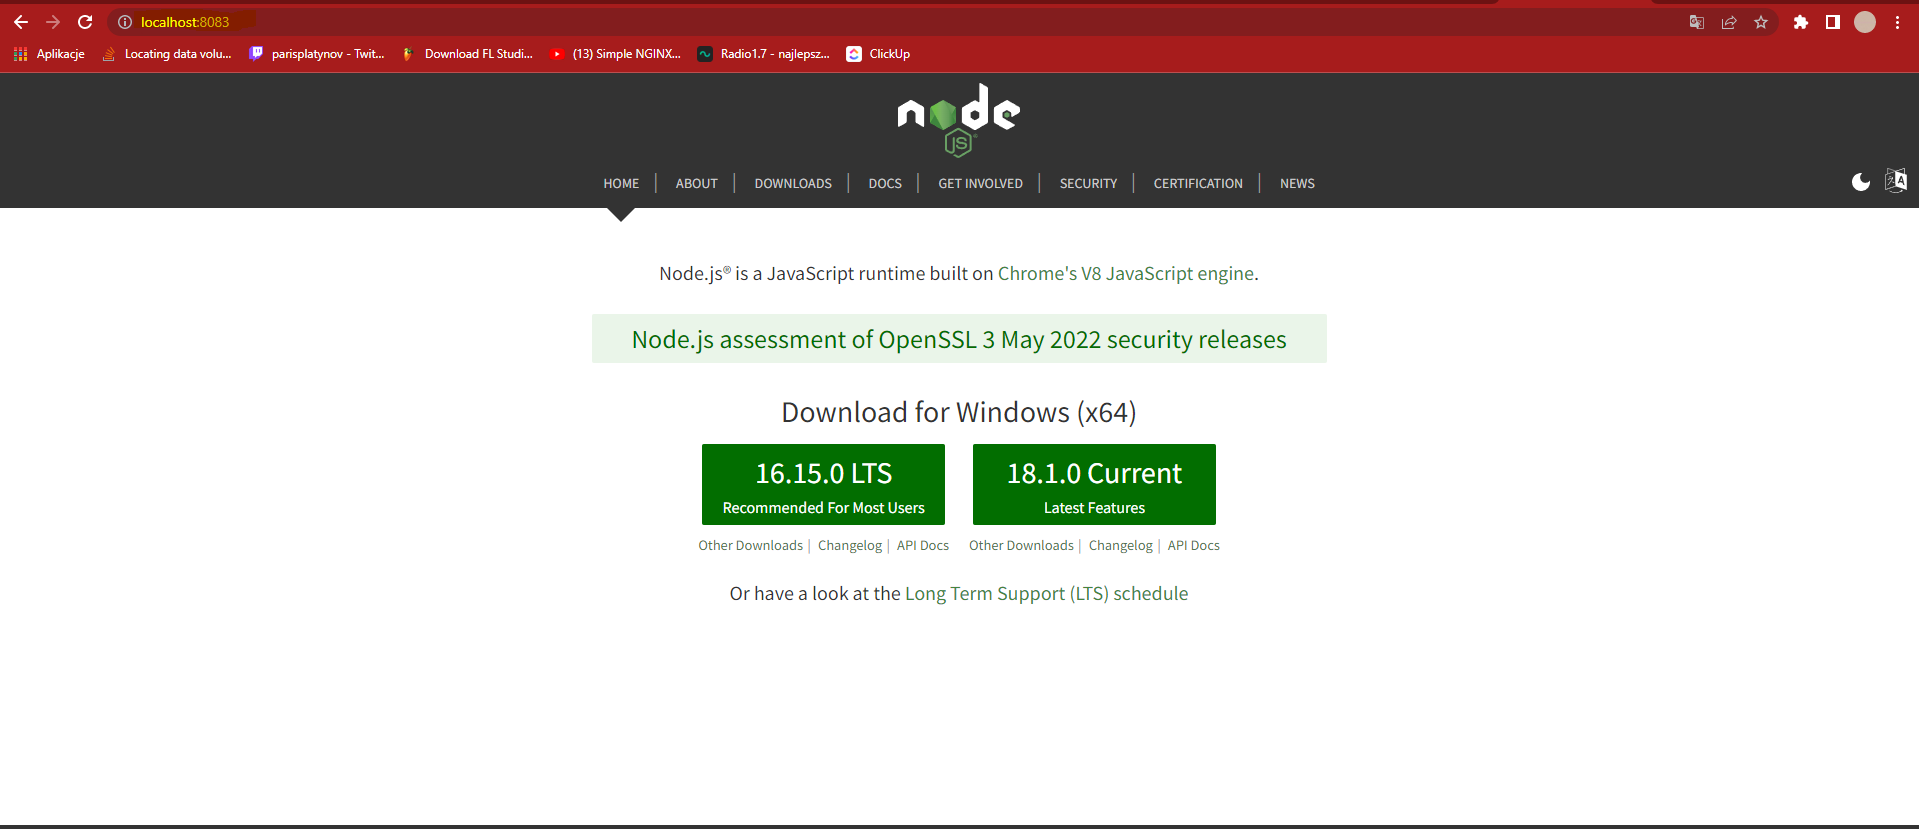 localhost:8083
Aplikacje Locating data volu... parisplatynov - Twit... Download FL Studi... (13) Simple NGINX... Radio1.7 - najlepsz... ClickUp
node
JS
HOME | ABOUT | DOWNLOADS | DOCS | GET INVOLVED | SECURITY | CERTIFICATION | NEWS
Node.js® is a JavaScript runtime built on Chrome's V8 JavaScript engine.
Node.js assessment of OpenSSL 3 May 2022 security releases
Download for Windows (x64)
16.15.0 LTS
Recommended For Most Users
18.1.0 Current
Latest Features
Other Downloads | Changelog | API Docs
Other Downloads | Changelog | API Docs
Or have a look at the Long Term Support (LTS) schedule